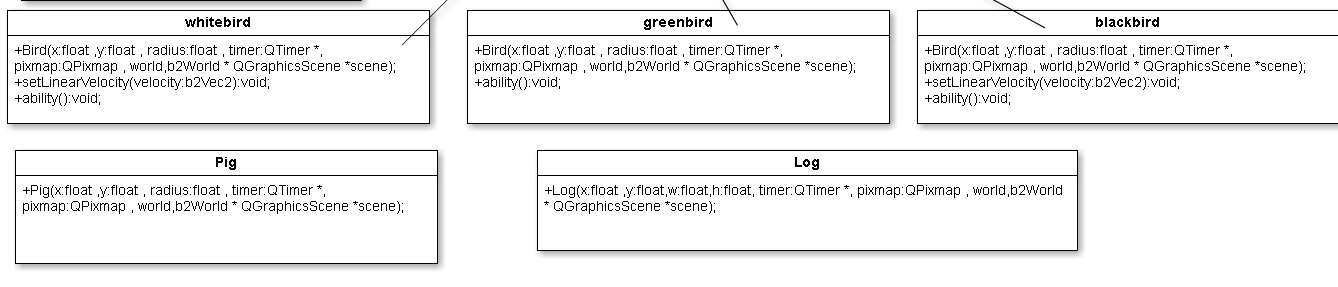 whitebird
+Bird(x:float ,y:float , radius:float , timer:QTimer *,
pixmap:QPixmap , world,b2World * QGraphicsScene *scene);
+setLinearVelocity(velocity:b2Vec2):void;
+ability():void;
greenbird
+Bird(x:float ,y:float , radius:float , timer:QTimer *,
pixmap:QPixmap , world,b2World * QGraphicsScene *scene);
+ability():void;
blackbird
+Bird(x:float ,y:float , radius:float , timer:QTimer *,
pixmap:QPixmap , world,b2World * QGraphicsScene *scene);
+setLinearVelocity(velocity:b2Vec2):void;
+ability():void;
Pig
+Pig(x:float ,y:float , radius:float , timer:QTimer *,
pixmap:QPixmap , world,b2World * QGraphicsScene *scene);
Log
+Log(x:float ,y:float,w:float,h:float, timer:QTimer *, pixmap:QPixmap , world,b2World
* QGraphicsScene *scene);